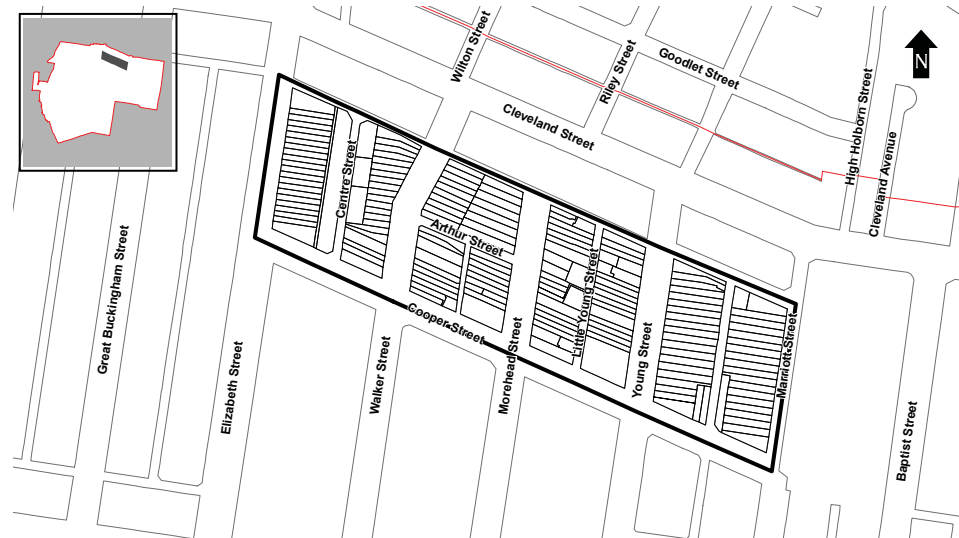 Wilton Street
Riley Street
Goodlet Street
N
Cleveland Street
High Holborn Street
Cleveland Avenue
Centre Street
Arthur Street
Great Buckingham Street
Little Young Street
Cooper Street
Elizabeth Street
Walker Street
Morehead Street
Young Street
Marriott Street
Baptist Street